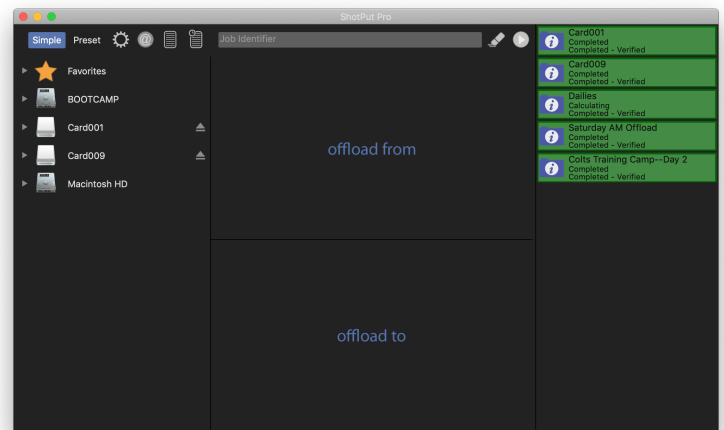 ShotPut Pro
Simple
Preset
@
Job Identifier
Favorites
BOOTCAMP
Card001
Card009
Macintosh HD
offload from
offload to
Card001
Completed
Completed - Verified
Card009
Completed
Completed - Verified
Dailies
Calculating
Completed - Verified
Saturday AM Offload
Completed
Completed - Verified
Colts Training Camp--Day 2
Completed
Completed - Verified